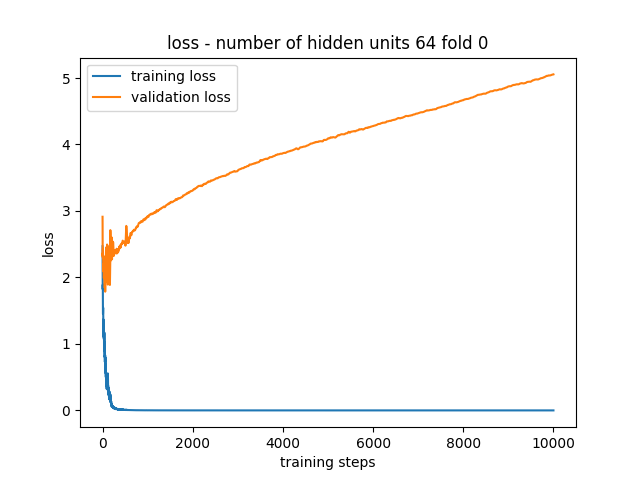 loss - number of hidden units 64 fold 0
training loss
validation loss
5
4
3
2
1
0
loss
0 2000 4000 6000 8000 10000
training steps